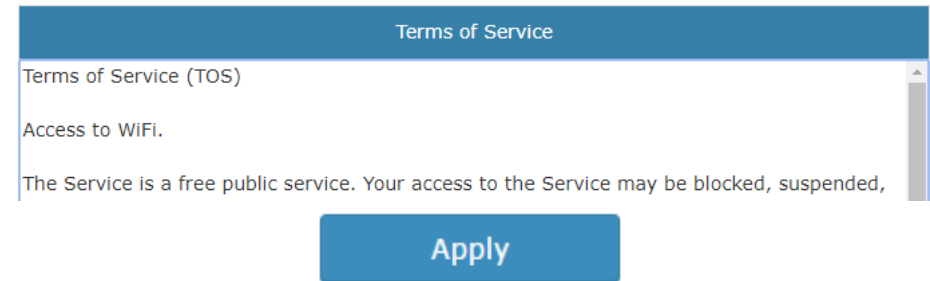 Terms of Service
Terms of Service (TOS)
Access to WiFi.
The Service is a free public service. Your access to the Service may be blocked, suspended,
Apply